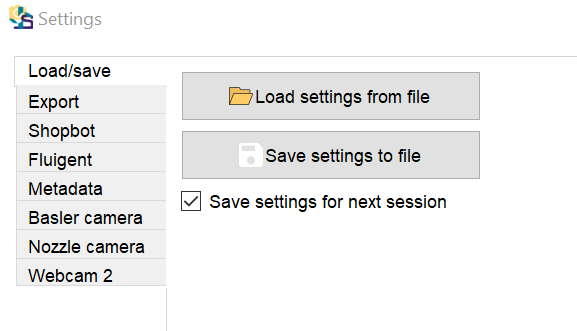 Settings
Load/save
Export
Shopbot
Fluigent
Metadata
Basler camera
Nozzle camera
Webcam 2
Load settings from file
Save settings to file
Save settings for next session